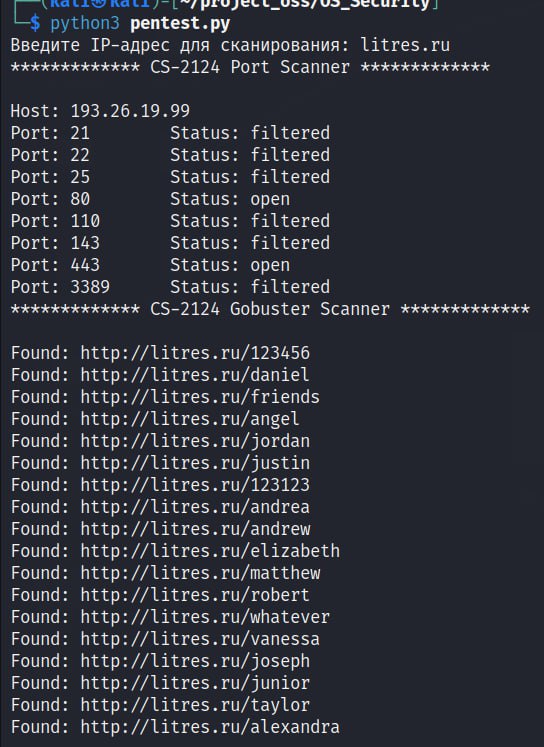 ┌──(kali㉿kali)-[~/project_oss/OS_Security]
└─$ python3 pentest.py
Введите IP-адрес для сканирования: litres.ru
************* CS-2124 Port Scanner *************
Host: 193.26.19.99
Port: 21 Status: filtered
Port: 22 Status: filtered
Port: 25 Status: filtered
Port: 80 Status: open
Port: 110 Status: filtered
Port: 143 Status: filtered
Port: 443 Status: open
Port: 3389 Status: filtered
************* CS-2124 Gobuster Scanner *************
Found: http://litres.ru/123456
Found: http://litres.ru/daniel
Found: http://litres.ru/friends
Found: http://litres.ru/angel
Found: http://litres.ru/jordan
Found: http://litres.ru/justin
Found: http://litres.ru/123123
Found: http://litres.ru/andrea
Found: http://litres.ru/andrew
Found: http://litres.ru/elizabeth
Found: http://litres.ru/matthew
Found: http://litres.ru/robert
Found: http://litres.ru/whatever
Found: http://litres.ru/vanessa
Found: http://litres.ru/joseph
Found: http://litres.ru/junior
Found: http://litres.ru/taylor
Found: http://litres.ru/alexandra